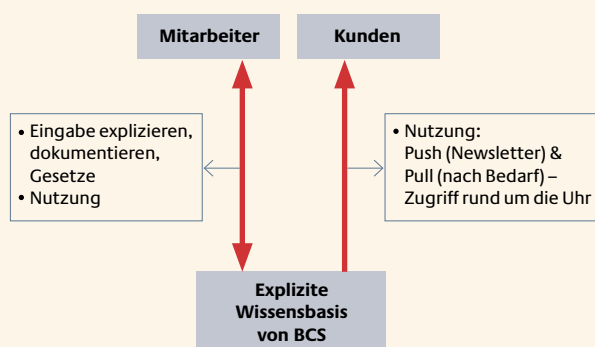 Mitarbeiter
Kunden
• Eingabe explizieren,
dokumentieren,
Gesetze
• Nutzung
• Nutzung:
Push (Newsletter) &
Pull (nach Bedarf) –
Zugriff rund um die Uhr
Explizite
Wissensbasis
von BCS